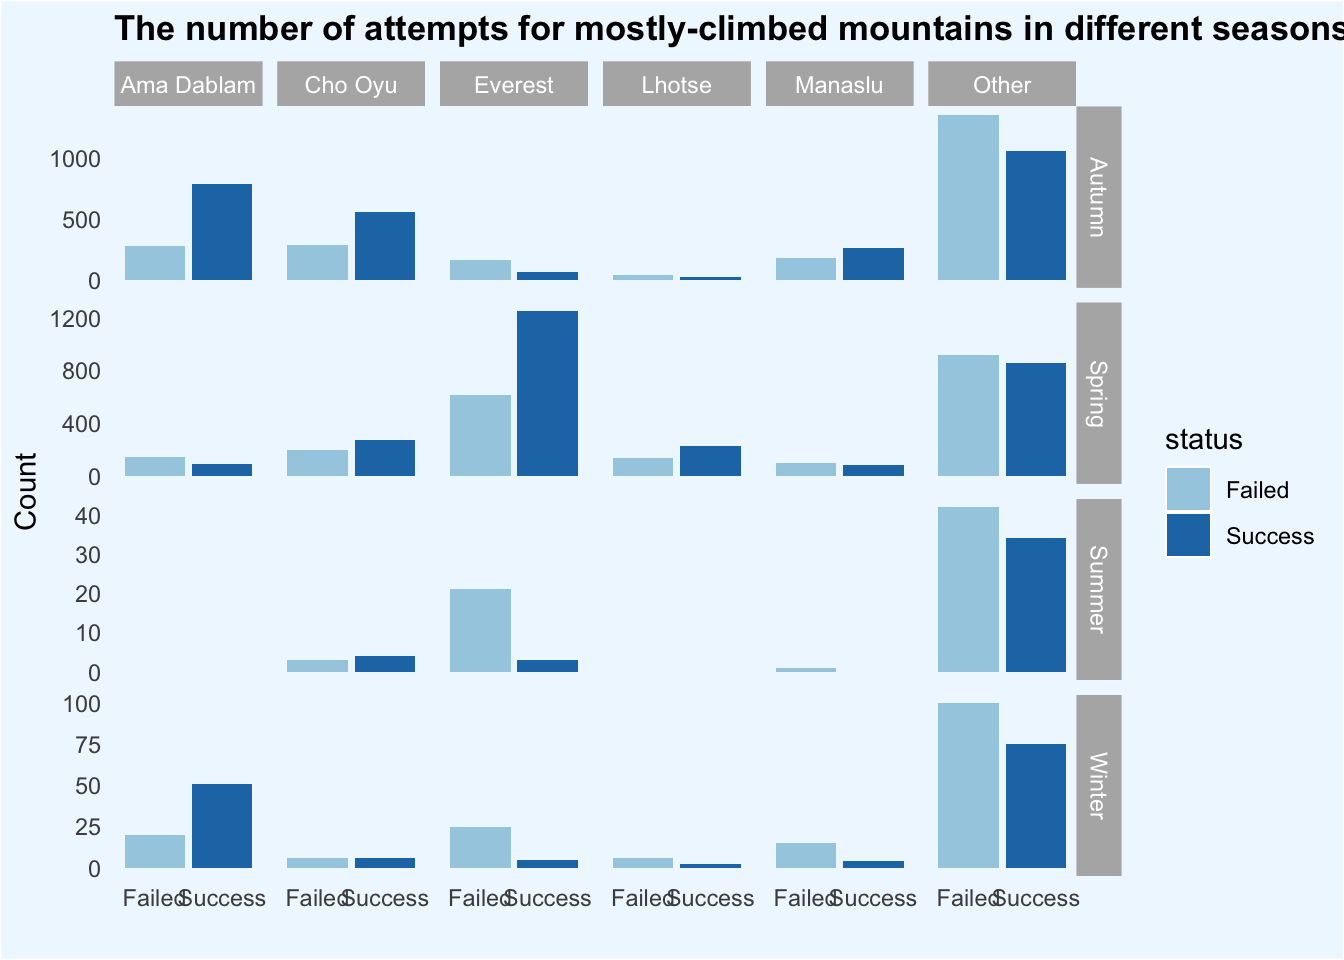 The number of attempts for mostly-climbed mountains in different seasons
Ama Dablam Cho Oyu Everest Lhotse Manaslu Other
1000
500
0
Autumn
1200
800
400
0
Spring
Count
40
30
20
10
0
Summer
100
75
50
25
0
Winter
Failed Success Failed Success Failed Success Failed Success Failed Success Failed Success
status
Failed
Success